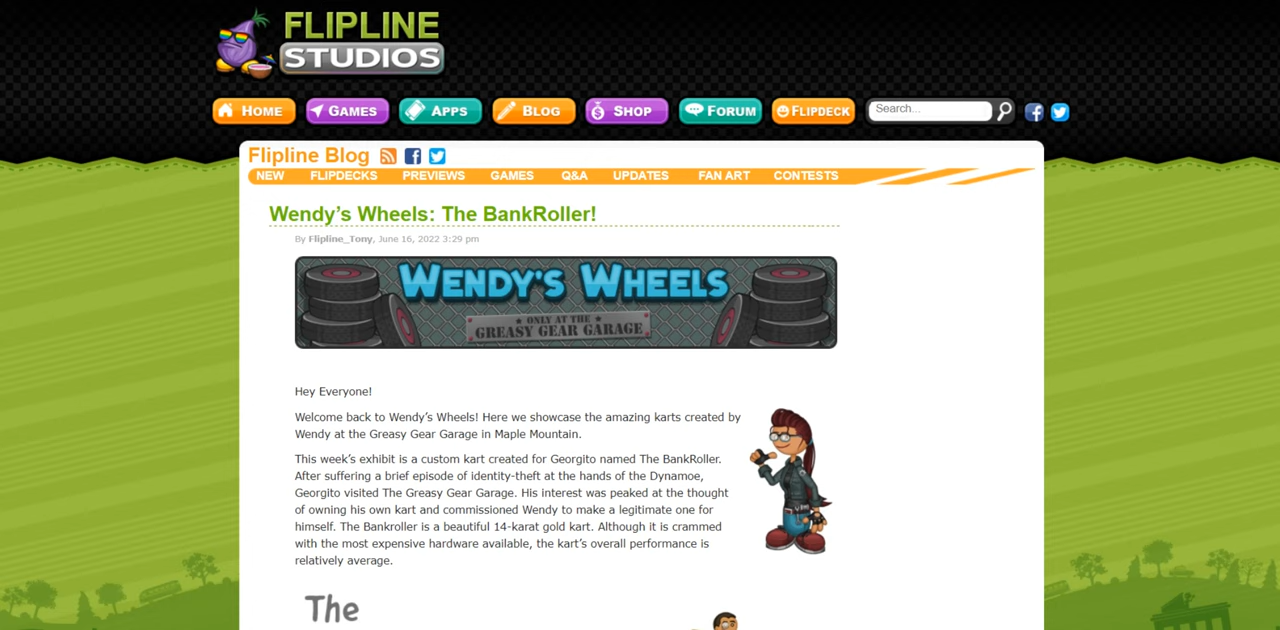 FLIPLINE
STUDIOS
HOME
GAMES
APPS
BLOG
SHOP
FORUM
FLIPDECK
Search...
Flipline Blog
NEW
FLIPDECKS
PREVIEWS
GAMES
Q&A
UPDATES
FAN ART
CONTESTS
Wendy’s Wheels: The BankRoller!
By Flipline_Tony, June 16, 2022 3:29 pm
WENDY'S WHEELS
★ ONLY AT THE ★
GREASY GEAR GARAGE
Hey Everyone!
Welcome back to Wendy’s Wheels! Here we showcase the amazing karts created by
Wendy at the Greasy Gear Garage in Maple Mountain.
This week’s exhibit is a custom kart created for Georgito named The BankRoller.
After suffering a brief episode of identity-theft at the hands of the Dynamoe,
Georgito visited The Greasy Gear Garage. His interest was peaked at the thought
of owning his own kart and commissioned Wendy to make a legitimate one for
himself. The Bankroller is a beautiful 14-karat gold kart. Although it is crammed
with the most expensive hardware available, the kart’s overall performance is
relatively average.
The